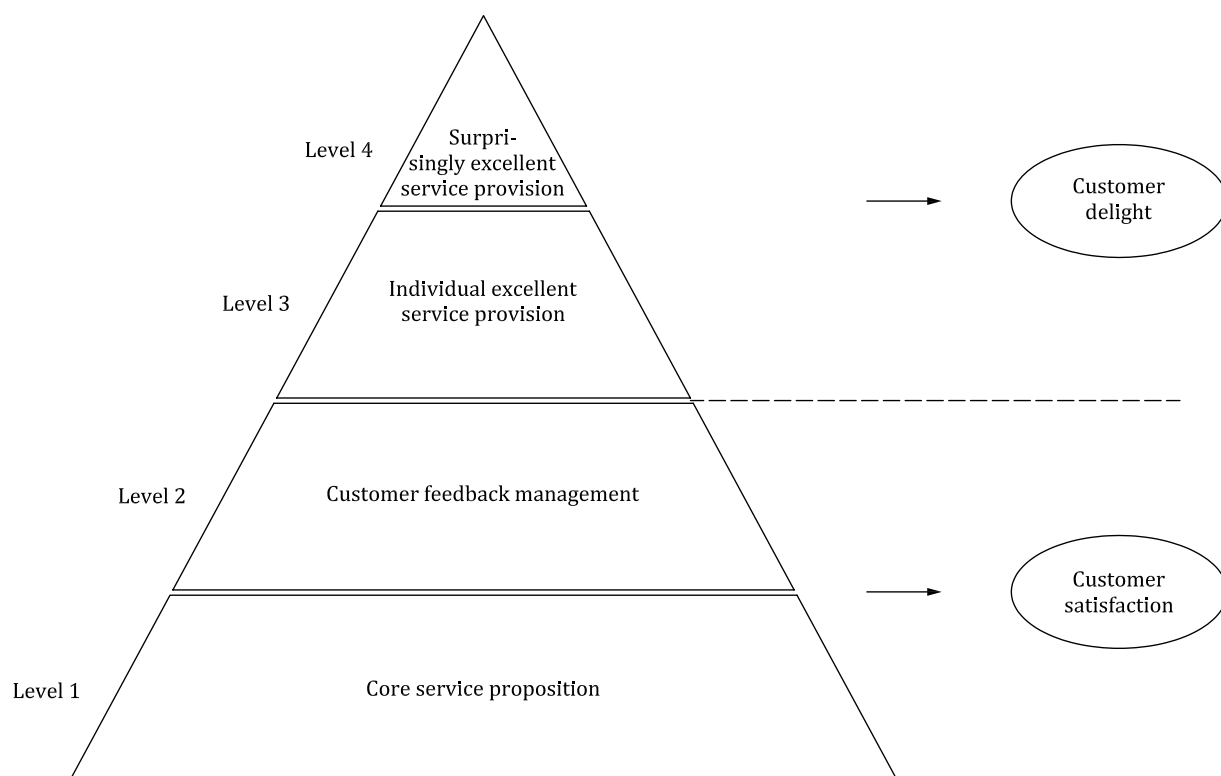 Level 4
Surpri-
singly excellent
service provision
Customer
delight
Level 3
Individual excellent
service provision
Level 2
Customer feedback management
Customer
satisfaction
Level 1
Core service proposition